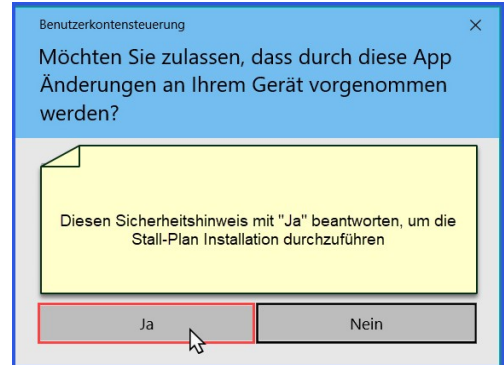 Benutzerkontensteuerung
Möchten Sie zulassen, dass durch diese App
Änderungen an Ihrem Gerät vorgenommen
werden?
Diesen Sicherheitshinweis mit "Ja" beantworten, um die
Stall-Plan Installation durchzuführen
Ja
Nein